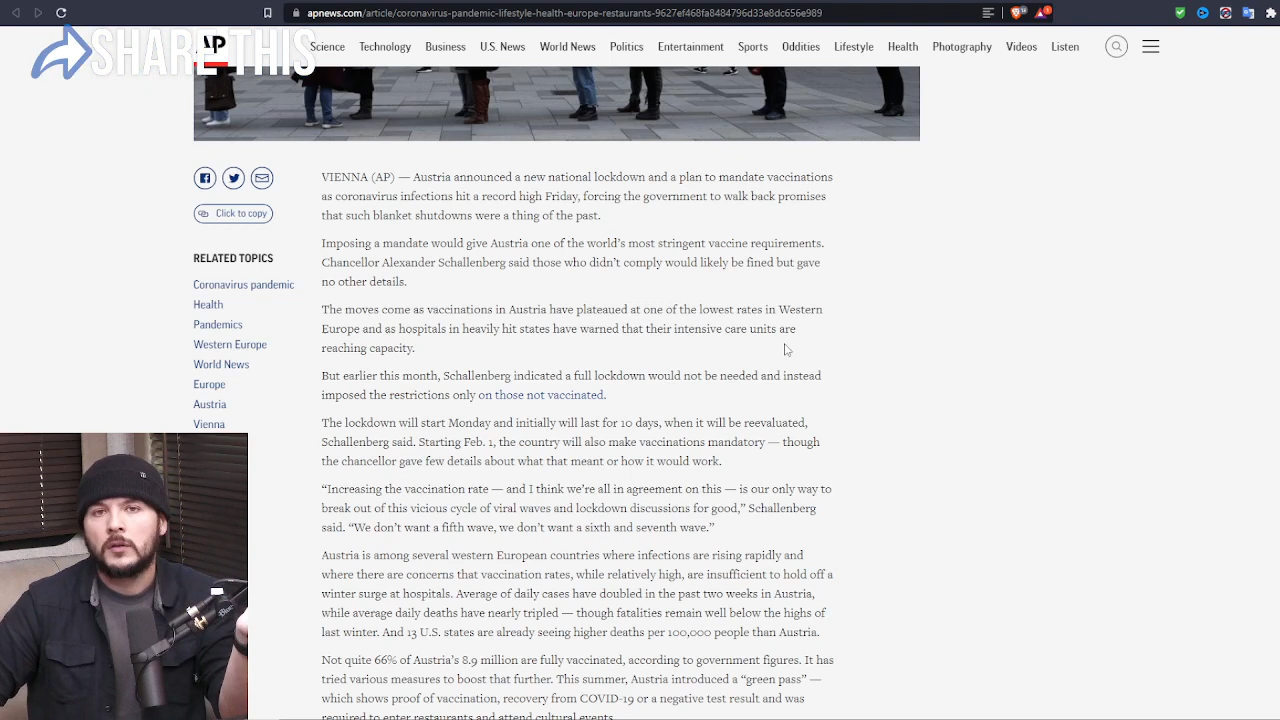 apnews.com/article/coronavirus-pandemic-lifestyle-health-europe-restaurants-9627ef468fa8484796d33e8dc656e989
SHARE THIS
AP
Science Technology Business U.S. News World News Politics Entertainment Sports Oddities Lifestyle Health Photography Videos Listen
Click to copy
RELATED TOPICS
Coronavirus pandemic
Health
Pandemics
Western Europe
World News
Europe
Austria
Vienna
VIENNA (AP) — Austria announced a new national lockdown and a plan to mandate vaccinations
as coronavirus infections hit a record high Friday, forcing the government to walk back promises
that such blanket shutdowns were a thing of the past.
Imposing a mandate would give Austria one of the world’s most stringent vaccine requirements.
Chancellor Alexander Schallenberg said those who didn’t comply would likely be fined but gave
no other details.
The moves come as vaccinations in Austria have plateaued at one of the lowest rates in Western
Europe and as hospitals in heavily hit states have warned that their intensive care units are
reaching capacity.
But earlier this month, Schallenberg indicated a full lockdown would not be needed and instead
imposed the restrictions only on those not vaccinated.
The lockdown will start Monday and initially will last for 10 days, when it will be reevaluated,
Schallenberg said. Starting Feb. 1, the country will also make vaccinations mandatory — though
the chancellor gave few details about what that meant or how it would work.
“Increasing the vaccination rate — and I think we’re all in agreement on this — is our only way to
break out of this vicious cycle of viral waves and lockdown discussions for good,” Schallenberg
said. “We don’t want a fifth wave, we don’t want a sixth and seventh wave.”
Austria is among several western European countries where infections are rising rapidly and
where there are concerns that vaccination rates, while relatively high, are insufficient to hold off a
winter surge at hospitals. Average of daily cases have doubled in the past two weeks in Austria,
while average daily deaths have nearly tripled — though fatalities remain well below the highs of
last winter. And 13 U.S. states are already seeing higher deaths per 100,000 people than Austria.
Not quite 66% of Austria’s 8.9 million are fully vaccinated, according to government figures. It has
tried various measures to boost that further. This summer, Austria introduced a “green pass” —
which shows proof of vaccination, recovery from COVID-19 or a negative test result and was
required to enter restaurants and attend cultural events.